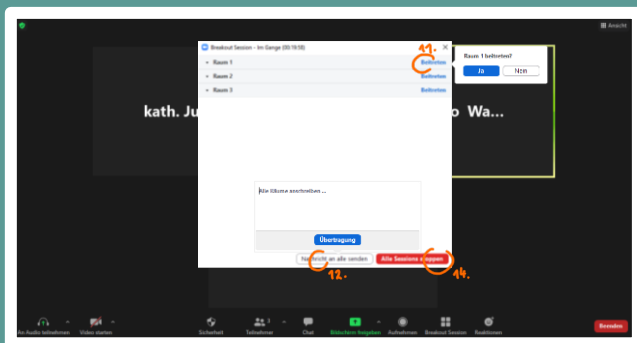 Ansicht
Breakout Session - Im Gange (00:19:58)
11.
Raum 1 Beitreten
Raum 2 Beitreten
Raum 3 Beitreten
Raum 1 beitreten?
Ja Nein
kath. Ju
o Wa...
Alle Räume anschreiben ...
Übertragung
Nachricht an alle senden Alle Sessions stoppen
12. 14.
An Audio teilnehmen Video starten Sicherheit Teilnehmer 3 Chat Bildschirm freigeben Aufnehmen Breakout Session Reaktionen Beenden